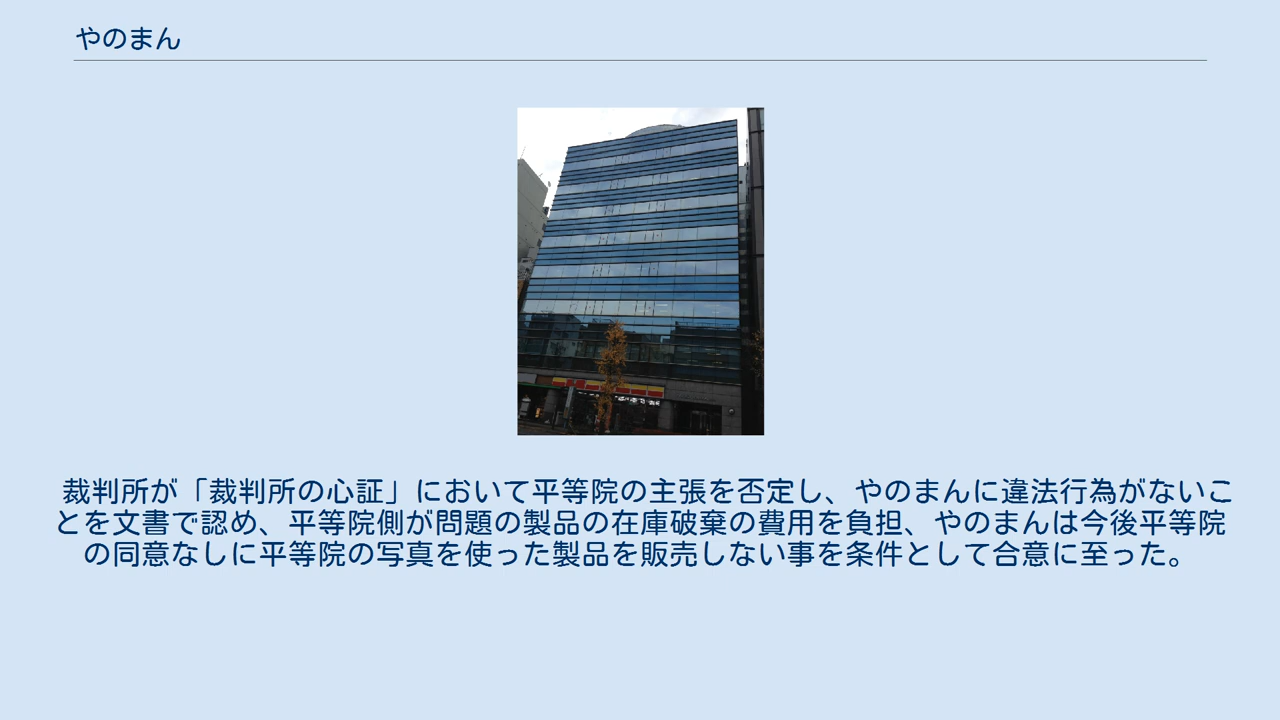 やのまん
裁判所が「裁判所の心証」において平等院の主張を否定し、やのまんに違法行為がないこ
とを文書で認め、平等院側が問題の製品の在庫破棄の費用を負担、やのまんは今後平等院
の同意なしに平等院の写真を使った製品を販売しない事を条件として合意に至った。